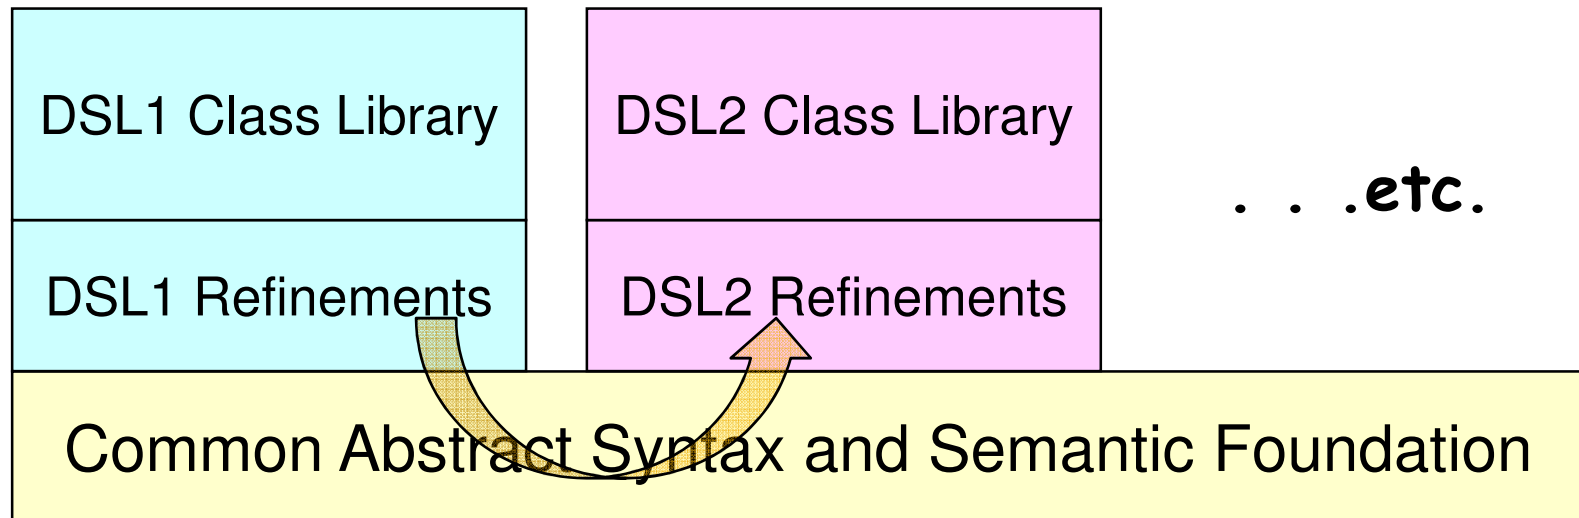 DSL1 Class Library
DSL2 Class Library
. . .etc.
DSL1 Refinements
DSL2 Refinements
Common Abstract Syntax and Semantic Foundation